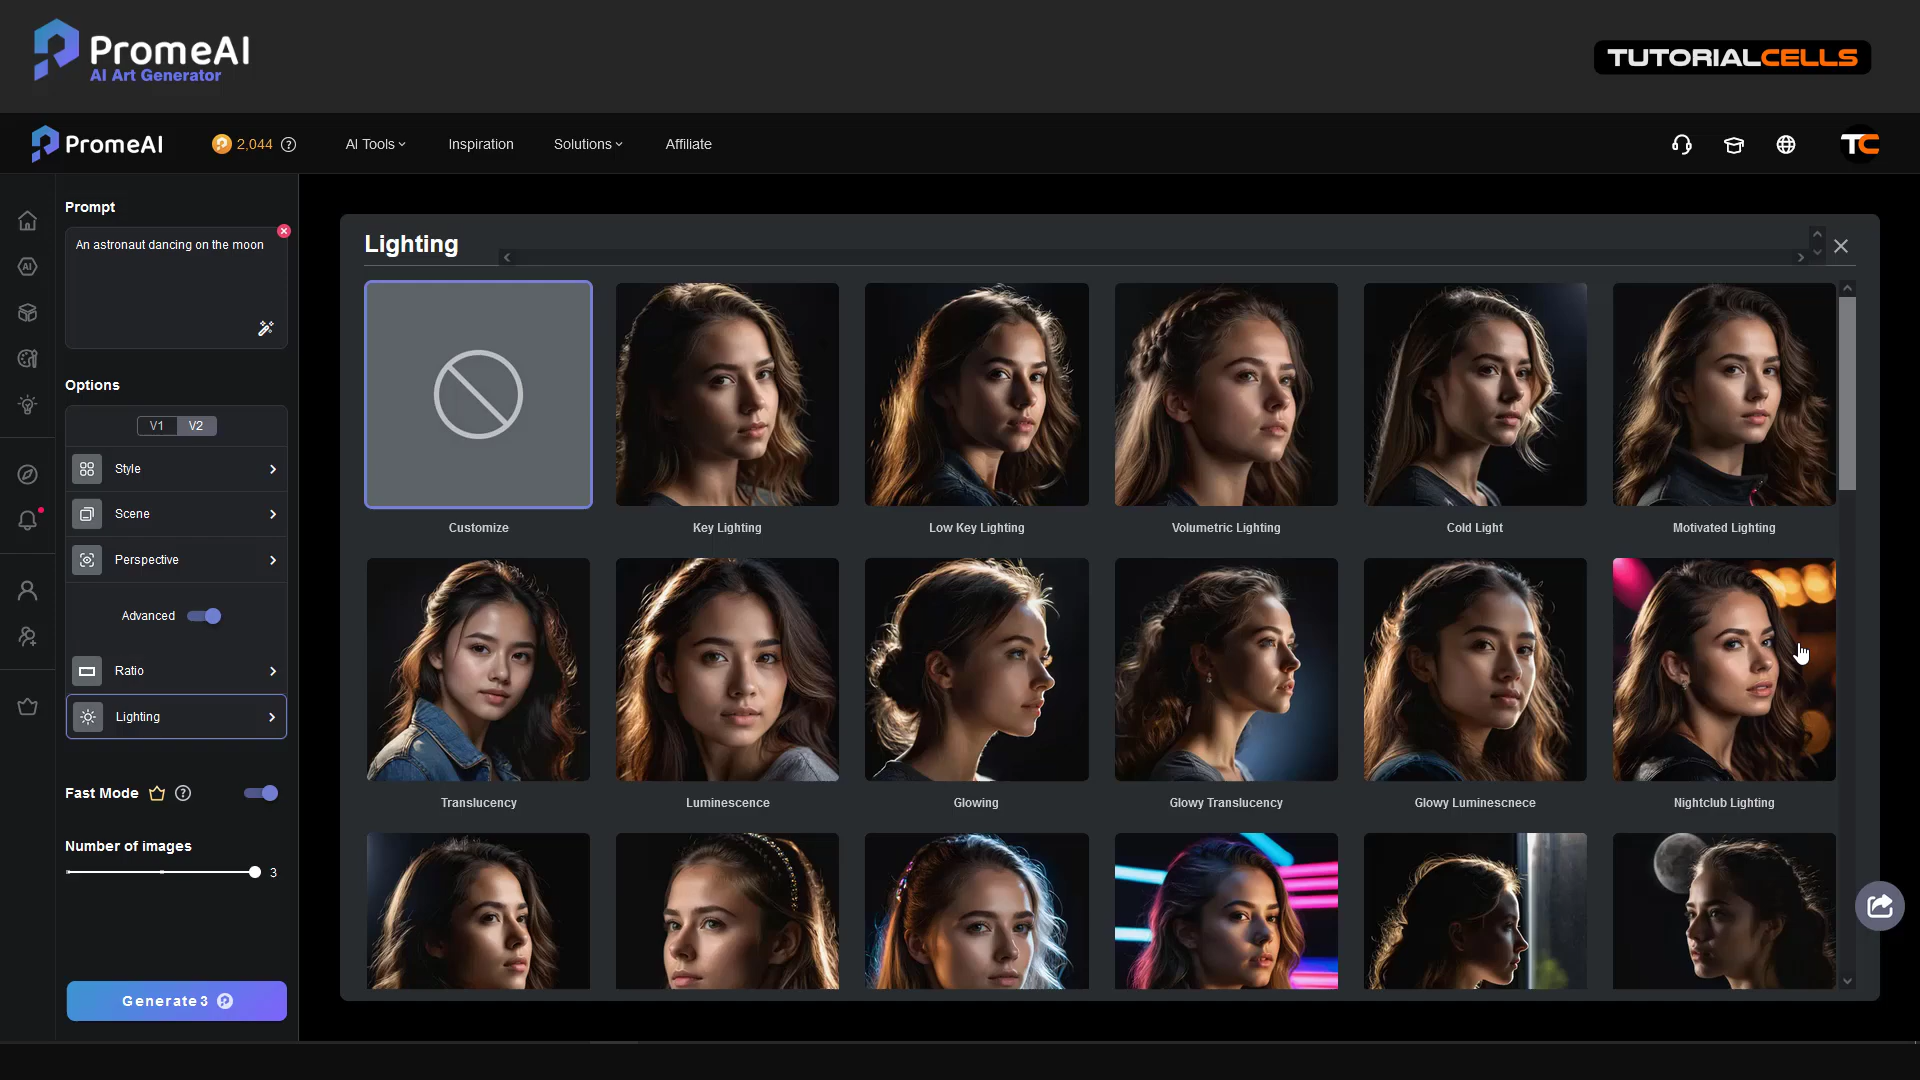 PromeAI
AI Art Generator
TUTORIALCELLS
PromeAI
2,044
AI Tools
Inspiration
Solutions
Affiliate
TC
Prompt
An astronaut dancing on the moon
Options
V1 V2
Style
Scene
Perspective
Advanced
Ratio
Lighting
Fast Mode
Number of images
3
Generate 3
Lighting
Customize
Key Lighting
Low Key Lighting
Volumetric Lighting
Cold Light
Motivated Lighting
Translucency
Luminescence
Glowing
Glowy Translucency
Glowy Luminescnece
Nightclub Lighting